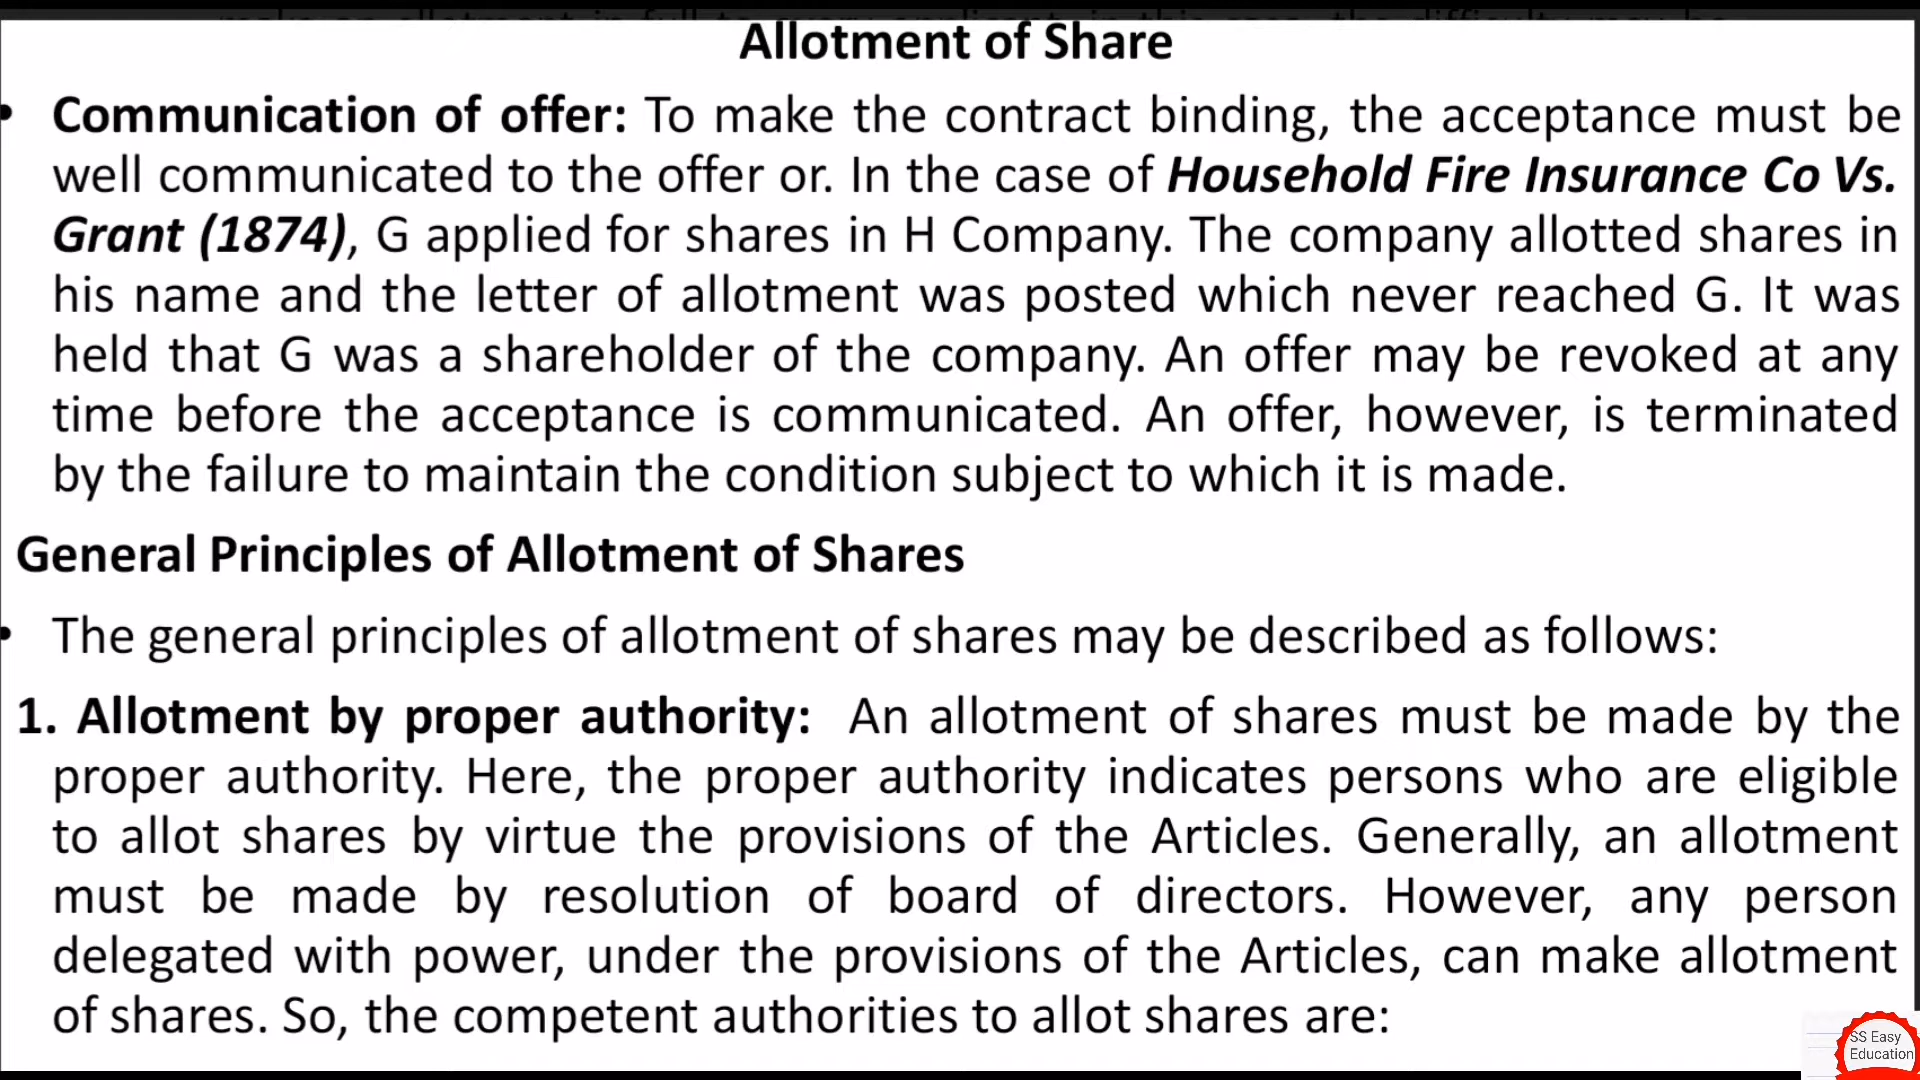 Allotment of Share
• Communication of offer: To make the contract binding, the acceptance must be
well communicated to the offer or. In the case of Household Fire Insurance Co Vs.
Grant (1874), G applied for shares in H Company. The company allotted shares in
his name and the letter of allotment was posted which never reached G. It was
held that G was a shareholder of the company. An offer may be revoked at any
time before the acceptance is communicated. An offer, however, is terminated
by the failure to maintain the condition subject to which it is made.
General Principles of Allotment of Shares
• The general principles of allotment of shares may be described as follows:
1. Allotment by proper authority: An allotment of shares must be made by the
proper authority. Here, the proper authority indicates persons who are eligible
to allot shares by virtue the provisions of the Articles. Generally, an allotment
must be made by resolution of board of directors. However, any person
delegated with power, under the provisions of the Articles, can make allotment
of shares. So, the competent authorities to allot shares are:
SS Easy
Education